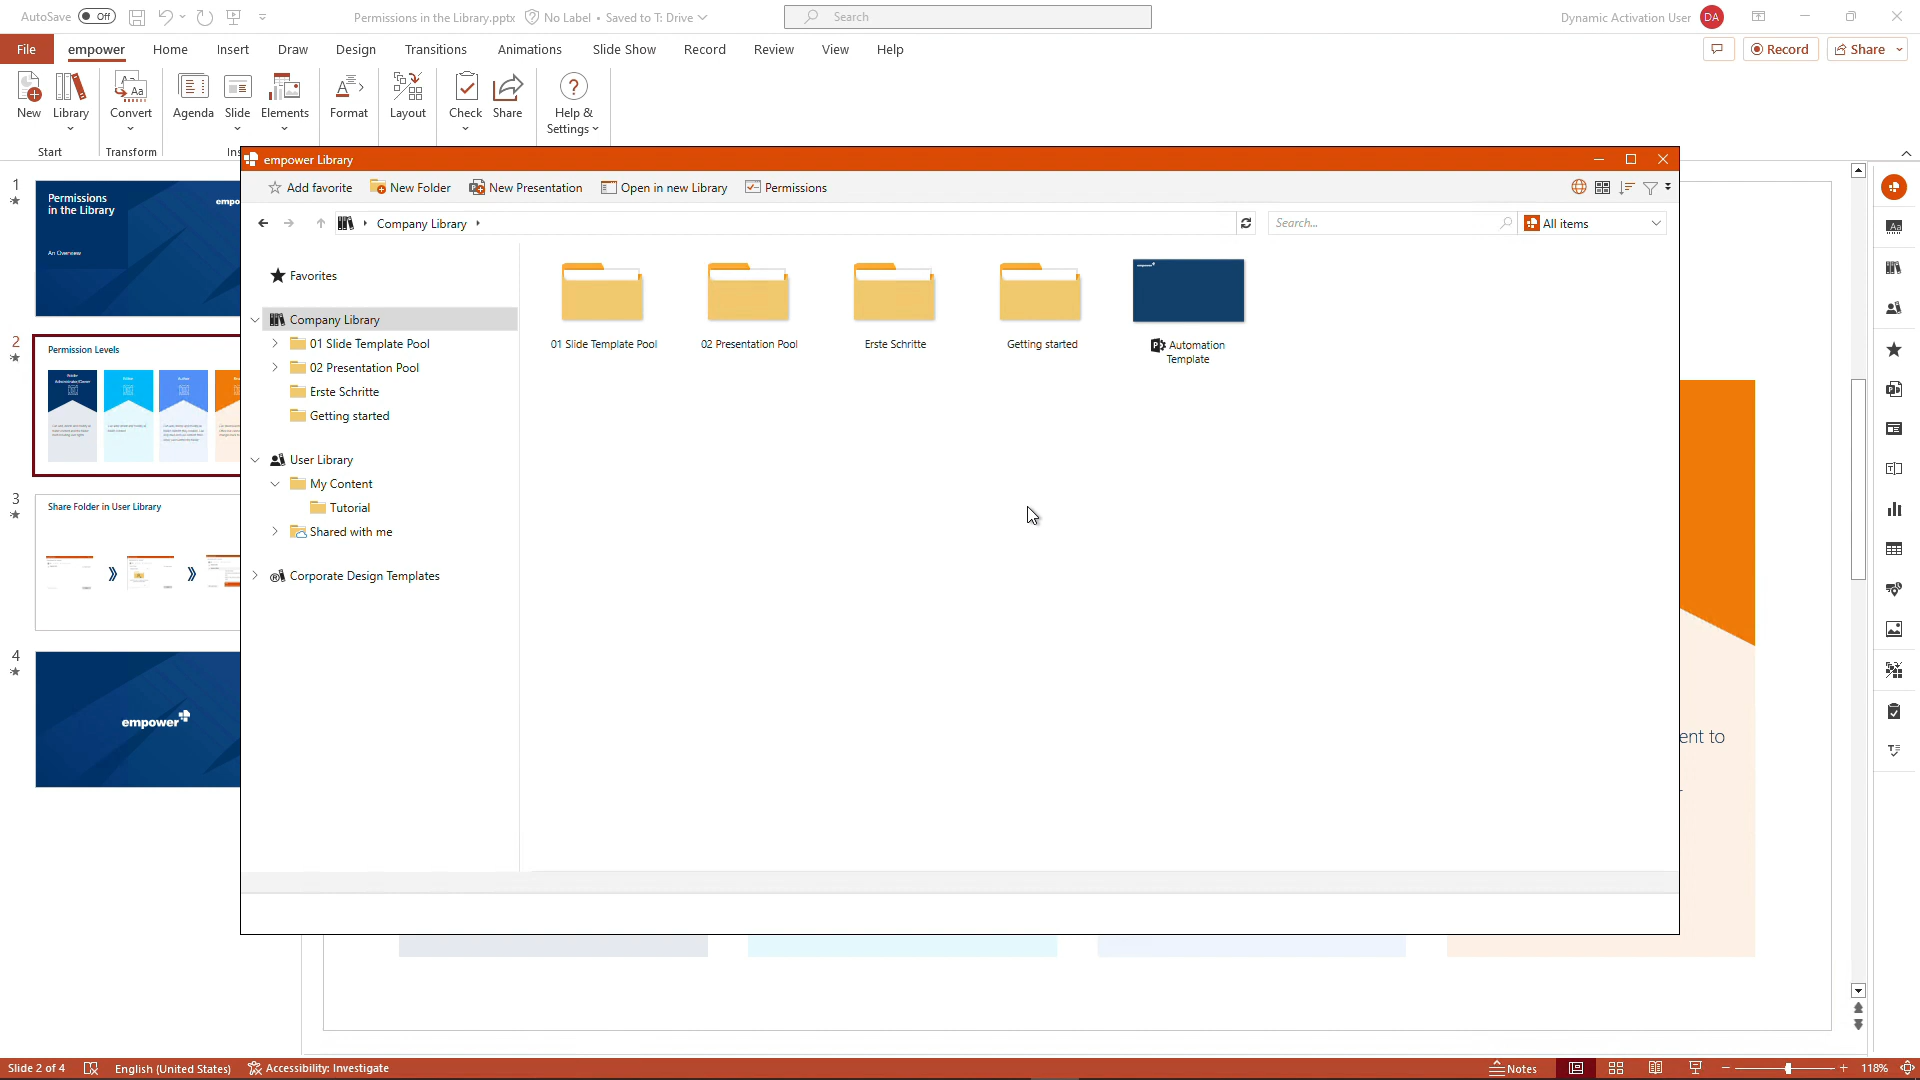 AutoSave Off
Permissions in the Library.pptx No Label • Saved to T: Drive
Search
Dynamic Activation User DA
File empower Home Insert Draw Design Transitions Animations Slide Show Record Review View Help
Record Share
New Library Convert Agenda Slide Elements Format Layout Check Share Help &
Settings
Start Transform Ins
empower Library
Add favorite New Folder New Presentation Open in new Library Permissions
Company Library
Search...
All items
Favorites
Company Library
01 Slide Template Pool
02 Presentation Pool
Erste Schritte
Getting started
User Library
My Content
Tutorial
Shared with me
Corporate Design Templates
01 Slide Template Pool
02 Presentation Pool
Erste Schritte
Getting started
Automation
Template
1
Permissions
in the Library
empo
An Overview
2
Permission Levels
3
Share Folder in User Library
4
empower
ent to
Slide 2 of 4 English (United States) Accessibility: Investigate
Notes
118%